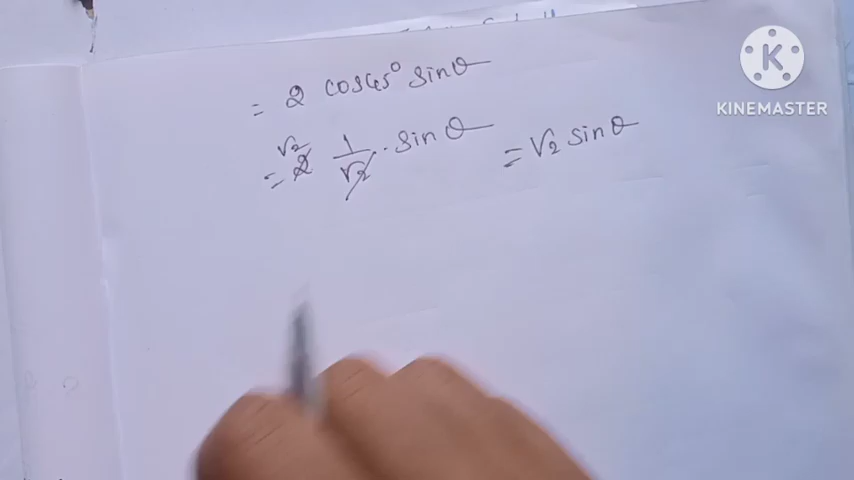 = 2 cos45° sinθ
= √2 2 1/√2 · sinθ = √2 sinθ
KINEMASTER